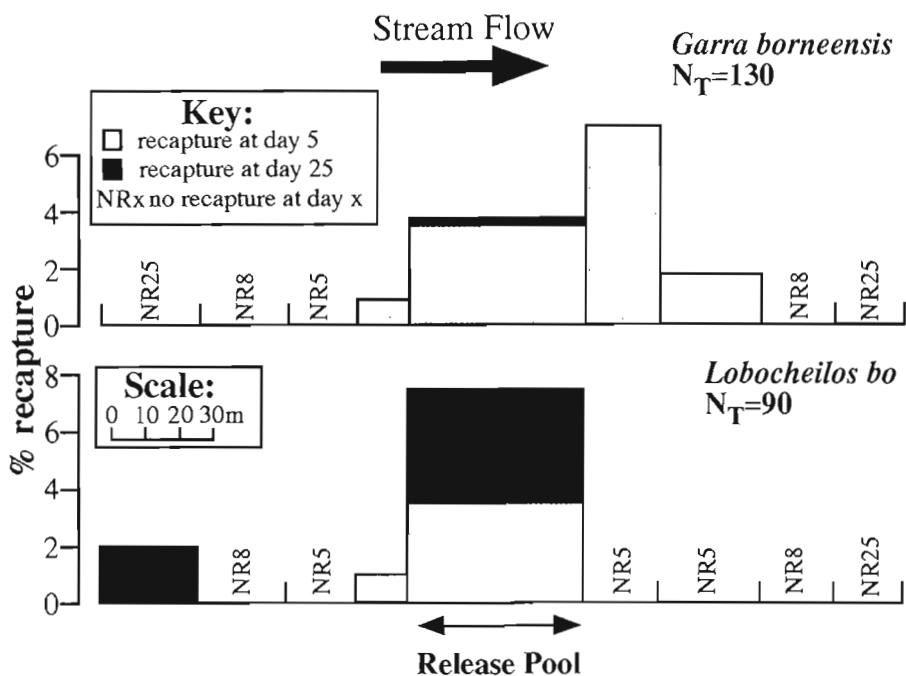 Stream Flow
Garra borneensis
N_T=130
Key:
recapture at day 5
recapture at day 25
NRx no recapture at day x
6
4
2
0
NR25
NR8
NR5
NR8
NR25
% recapture
Lobocheilos bo
N_T=90
Scale:
0 10 20 30m
8
6
4
2
0
NR8
NR5
NR5
NR5
NR8
NR25
Release Pool